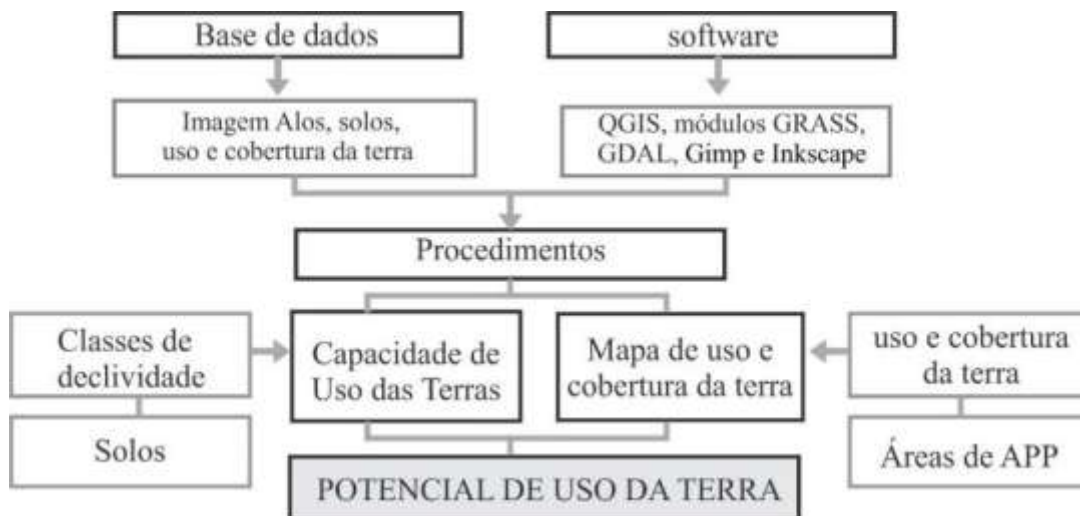 Base de dados
software
Imagem Alos, solos,
uso e cobertura da terra
QGIS, módulos GRASS,
GDAL, Gimp e Inkscape
Procedimentos
Classes de
declividade
Capacidade de
Uso das Terras
Mapa de uso e
cobertura da terra
uso e cobertura
da terra
Solos
Áreas de APP
POTENCIAL DE USO DA TERRA